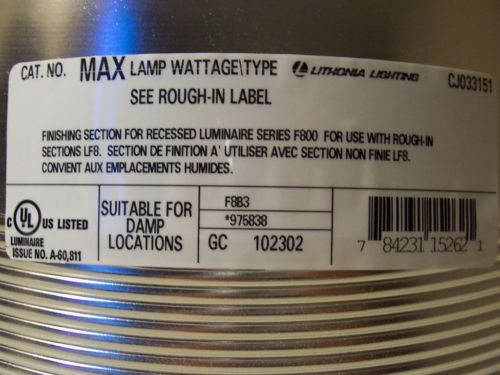 CAT. NO. MAX LAMP WATTAGE\TYPE LITHONIA LIGHTING CJ033151
SEE ROUGH-IN LABEL
FINISHING SECTION FOR RECESSED LUMINAIRE SERIES F800 FOR USE WITH ROUGH-IN
SECTIONS LF8. SECTION DE FINITION A' UTILISER AVEC SECTION NON FINIE LF8.
CONVIENT AUX EMPLACEMENTS HUMIDES.
C UL US LISTED
LUMINAIRE
ISSUE NO. A-60,811
SUITABLE FOR
DAMP
LOCATIONS
F8B3
*975838
GC 102302
7 84231 15262 1